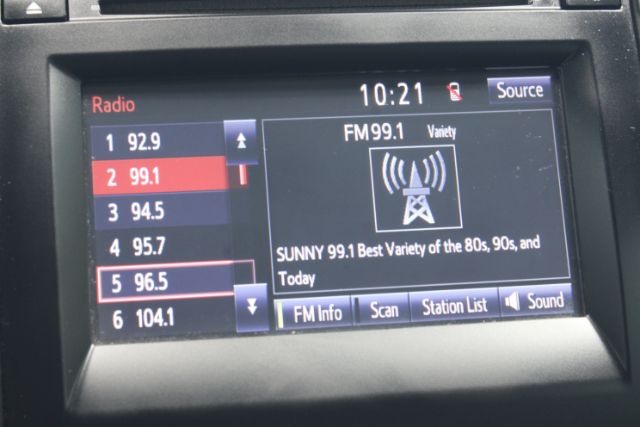 Radio
10:21
Source
1 92.9
2 99.1
3 94.5
4 95.7
5 96.5
6 104.1
FM 99.1 Variety
SUNNY 99.1 Best Variety of the 80s, 90s, and
Today
FM Info
Scan
Station List
Sound